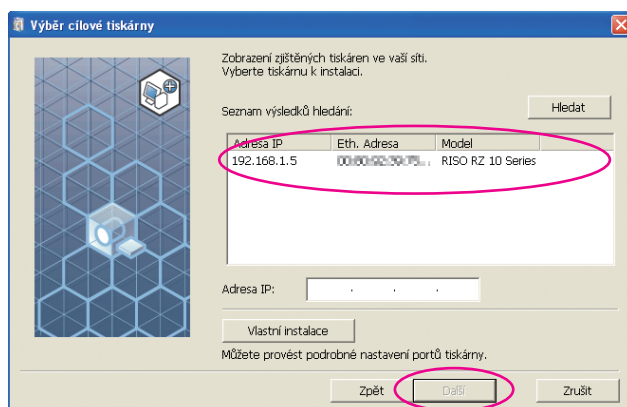 Výběr cílové tiskárny
Zobrazení zjištěných tiskáren ve vaší síti.
Vyberte tiskárnu k instalaci.
Seznam výsledků hledání:
Hledat
Adresa IP Eth. Adresa Model
192.168.1.5 RISO RZ 10 Series
Adresa IP: . . .
Vlastní instalace
Můžete provést podrobné nastavení portů tiskárny.
Zpět Další Zrušit